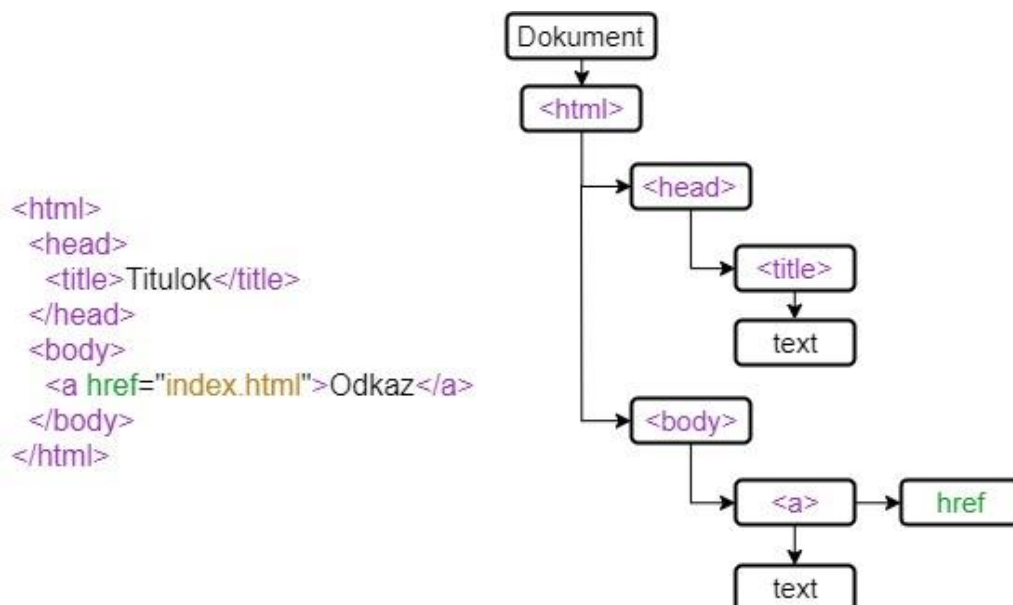 <html>
<head>
<title>Titulok</title>
</head>
<body>
<a href="index.html">Odkaz</a>
</body>
</html>
Dokument
<html>
<head>
<title>
text
<body>
<a>
href
text